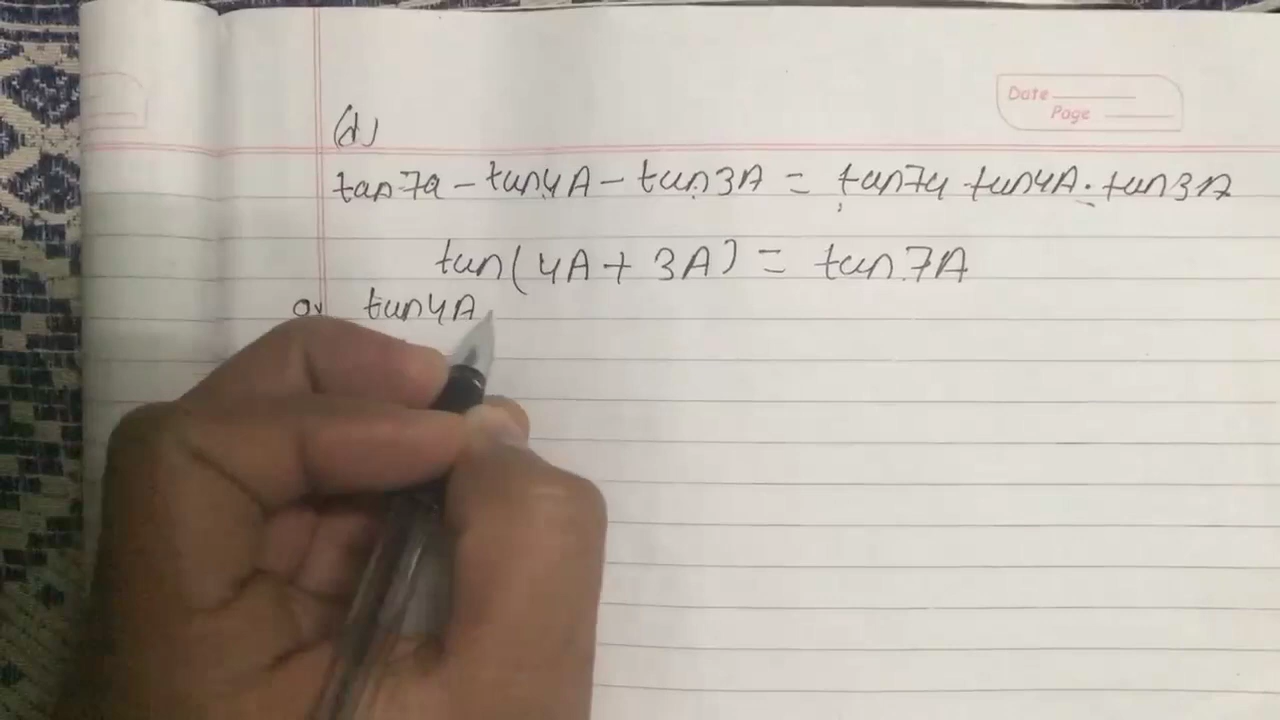 Date
Page
(d)
tan7a - tan4A - tan3A = tan7a tan4A . tan3A
tan(4A + 3A) = tan7A
or tan4A